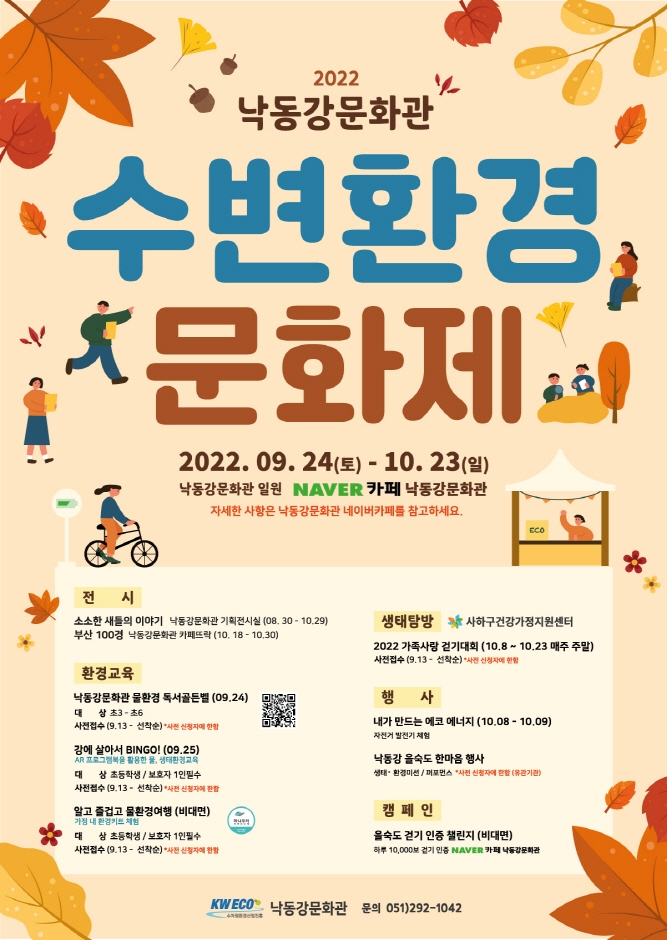 2022
낙동강문화관
수변환경
문화제
2022. 09. 24(토) - 10. 23(일)
낙동강문화관 일원 NAVER 카페 낙동강문화관
자세한 사항은 낙동강문화관 네이버카페를 참고하세요.
ECO
전 시
소소한 새들의 이야기 낙동강문화관 기획전시실 (08. 30 - 10.29)
부산 100경 낙동강문화관 카페뜨락 (10. 18 - 10.30)
환경교육
낙동강문화관 물환경 독서골든벨 (09.24)
대 상 초3 - 초6
사전접수 (9.13 - 선착순) *사전 신청자에 한함
강에 살아서 BINGO! (09.25)
AR 프로그램북을 활용한 물, 생태환경교육
대 상 초등학생 / 보호자 1인필수
사전접수 (9.13 - 선착순) *사전 신청자에 한함
알고 즐겁고 물환경여행 (비대면)
가정 내 환경키트 체험
대 상 초등학생 / 보호자 1인필수
사전접수 (9.13 - 선착순) *사전 신청자에 한함
생태탐방 사하구건강가정지원센터
2022 가족사랑 걷기대회 (10.8 ~ 10.23 매주 주말)
사전접수 (9.13 - 선착순) *사전 신청자에 한함
행 사
내가 만드는 에코 에너지 (10.08 - 10.09)
자전거 발전기 체험
낙동강 을숙도 한마음 행사
생태· 환경미션 / 퍼포먼스 *사전 신청자에 한함 (유관기관)
캠 페 인
을숙도 걷기 인증 챌린지 (비대면)
하루 10,000보 걷기 인증 NAVER 카페 낙동강문화관
KWECO 낙동강문화관 문의 051)292-1042